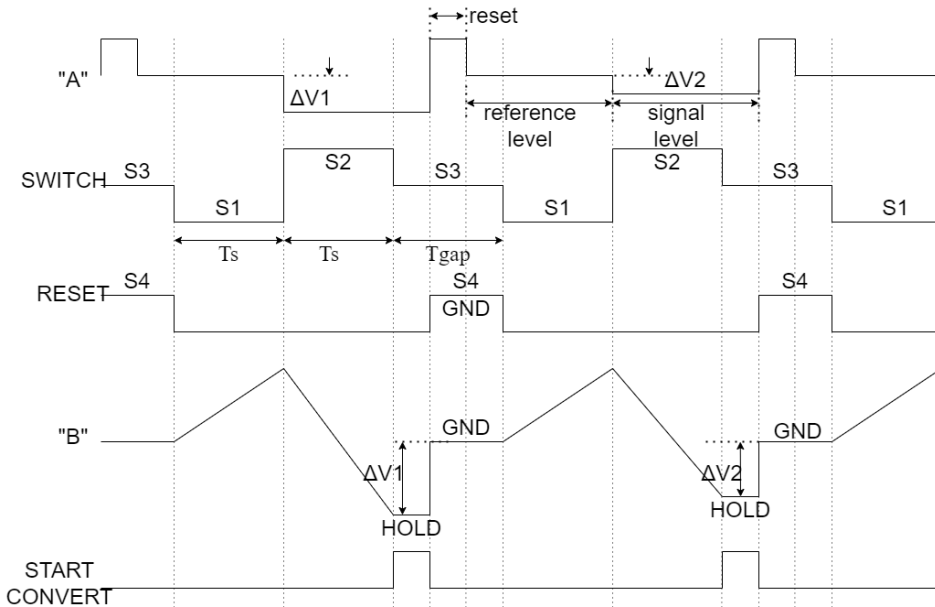 reset
"A"
ΔV1
ΔV2
reference
level
signal
level
SWITCH
S3
S1
S2
S3
S1
S2
S3
S1
Ts
Ts
Tgap
RESET
S4
S4
GND
S4
"B"
GND
GND
ΔV1
ΔV2
HOLD
HOLD
START
CONVERT